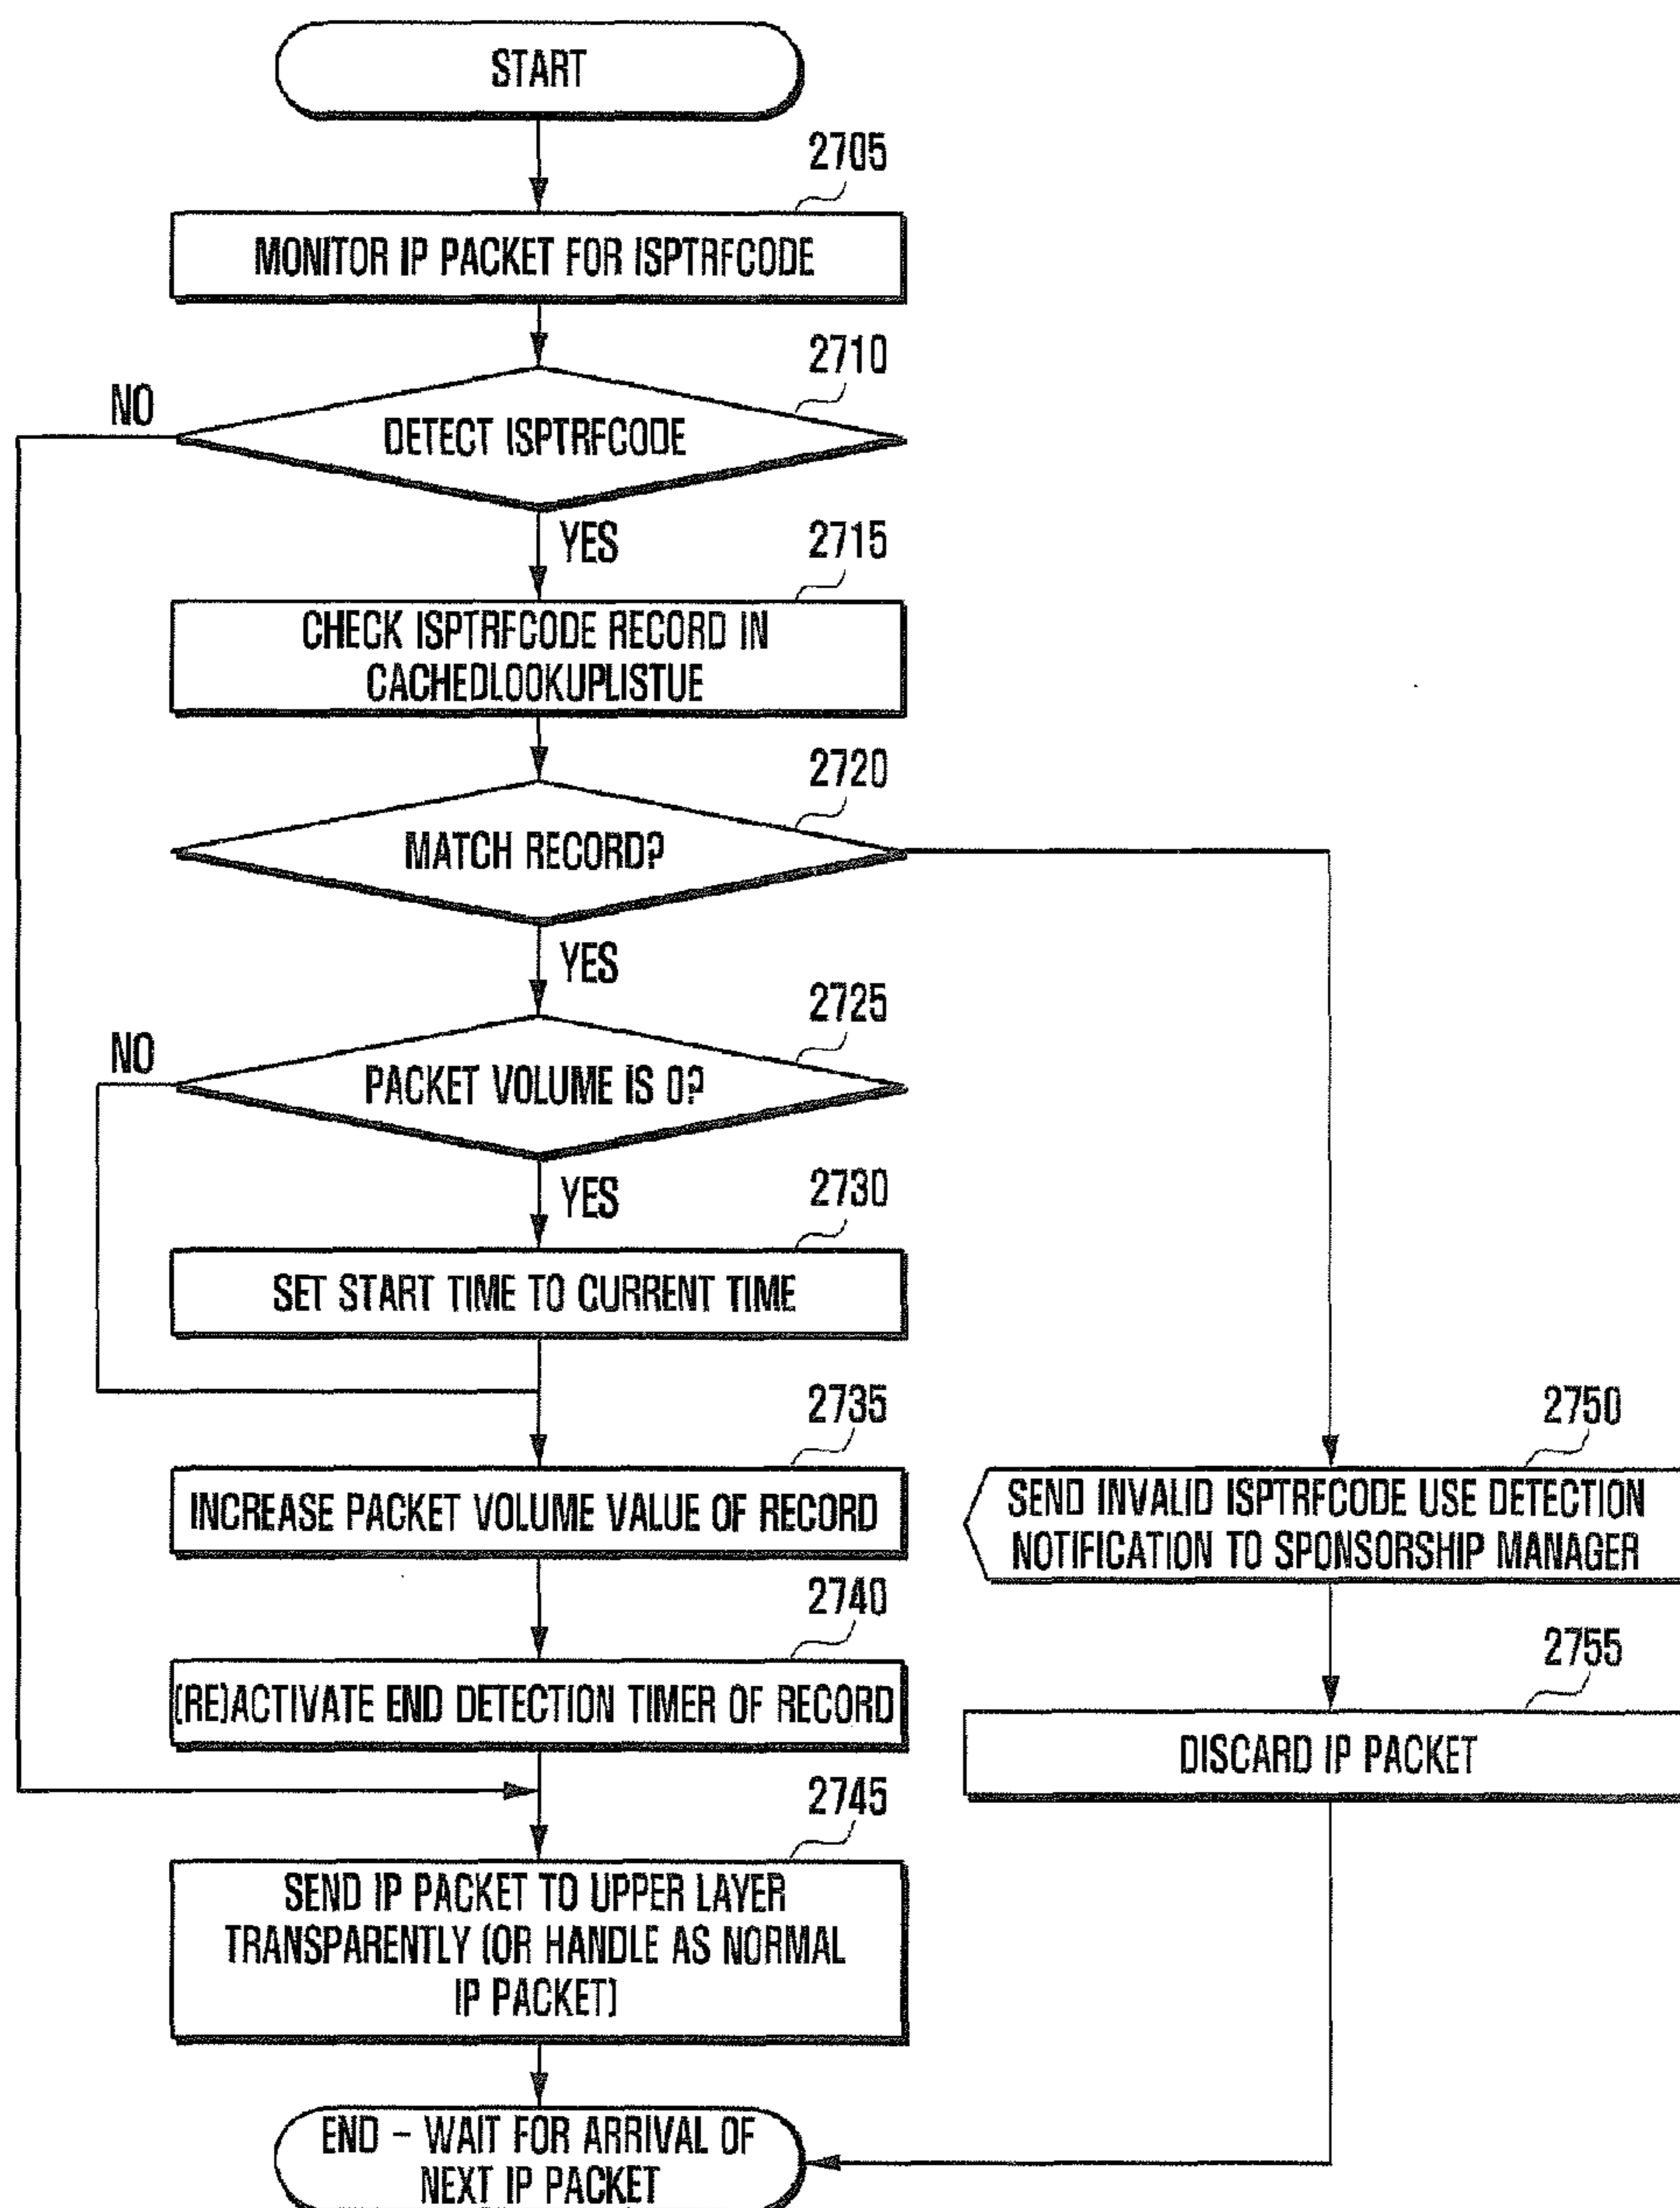 START
2705
MONITOR IP PACKET FOR ISPTRFCODE
2710
NO
DETECT ISPTRFCODE
YES
2715
CHECK ISPTRFCODE RECORD IN
CACHEDLOOKUPLISTUE
2720
MATCH RECORD?
YES
2725
NO
PACKET VOLUME IS 0?
YES
2730
SET START TIME TO CURRENT TIME
2735
INCREASE PACKET VOLUME VALUE OF RECORD
2740
(RE)ACTIVATE END DETECTION TIMER OF RECORD
2745
SEND IP PACKET TO UPPER LAYER
TRANSPARENTLY (OR HANDLE AS NORMAL
IP PACKET)
2750
SEND INVALID ISPTRFCODE USE DETECTION
NOTIFICATION TO SPONSORSHIP MANAGER
2755
DISCARD IP PACKET
END – WAIT FOR ARRIVAL OF
NEXT IP PACKET